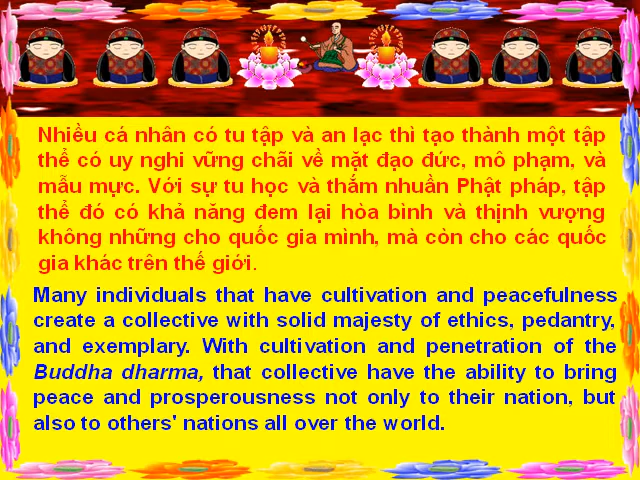 Nhiều cá nhân có tu tập và an lạc thì tạo thành một tập
thể có uy nghi vững chãi về mặt đạo đức, mô phạm, và
mẫu mực. Với sự tu học và thắm nhuần Phật pháp, tập
thể đó có khả năng đem lại hòa bình và thịnh vượng
không những cho quốc gia mình, mà còn cho các quốc
gia khác trên thế giới.
Many individuals that have cultivation and peacefulness
create a collective with solid majesty of ethics, pedantry,
and exemplary. With cultivation and penetration of the
Buddha dharma, that collective have the ability to bring
peace and prosperousness not only to their nation, but
also to others' nations all over the world.